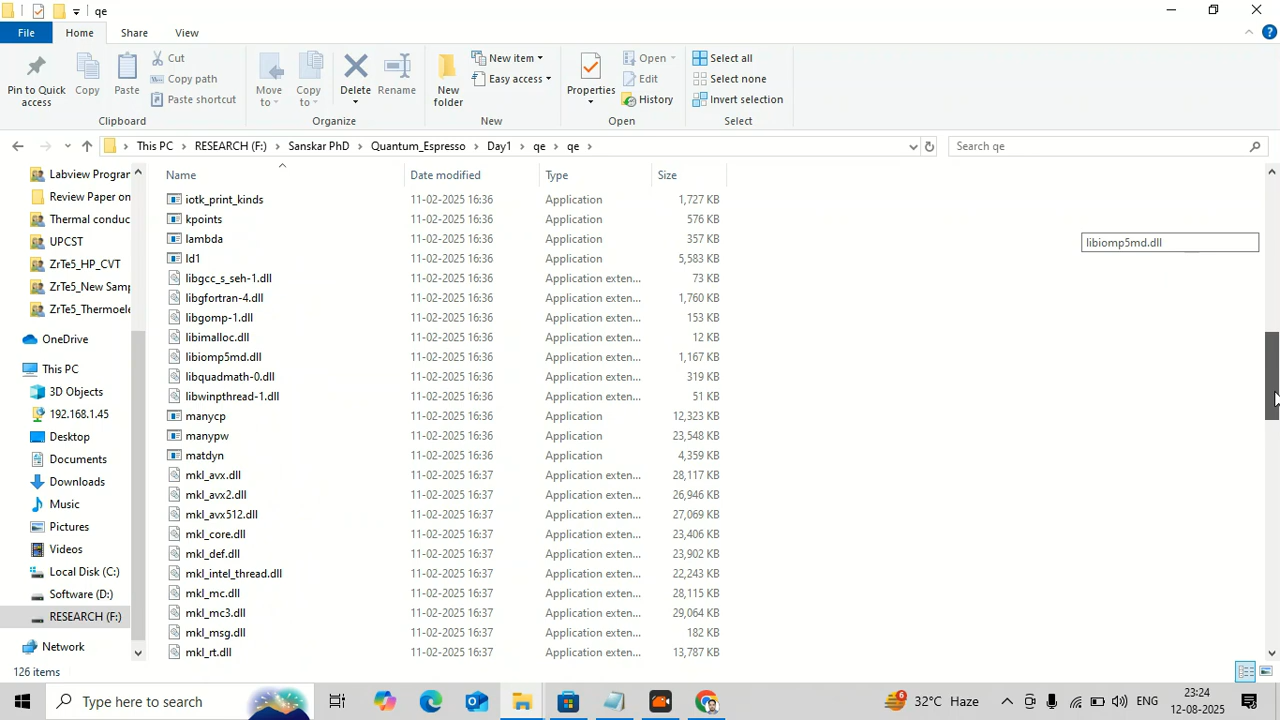 qe
File Home Share View
Pin to Quick access
Copy
Paste
Cut
Copy path
Paste shortcut
Move to
Copy to
Delete
Rename
New folder
New item
Easy access
Properties
Open
Edit
History
Select all
Select none
Invert selection
Clipboard Organize New Open Select
This PC > RESEARCH (F:) > Sanskar PhD > Quantum_Espresso > Day1 > qe > qe >
Search qe
Labview Progran
Review Paper on
Thermal conduc
UPCST
ZrTe5_HP_CVT
ZrTe5_New Samp
ZrTe5_Thermoele
OneDrive
This PC
3D Objects
192.168.1.45
Desktop
Documents
Downloads
Music
Pictures
Videos
Local Disk (C:)
Software (D:)
RESEARCH (F:)
Network
Name Date modified Type Size
iotk_print_kinds 11-02-2025 16:36 Application 1,727 KB
kpoints 11-02-2025 16:36 Application 576 KB
lambda 11-02-2025 16:36 Application 357 KB
ld1 11-02-2025 16:36 Application 5,583 KB
libgcc_s_seh-1.dll 11-02-2025 16:36 Application exten... 73 KB
libgfortran-4.dll 11-02-2025 16:36 Application exten... 1,760 KB
libgomp-1.dll 11-02-2025 16:36 Application exten... 153 KB
libimalloc.dll 11-02-2025 16:36 Application exten... 12 KB
libiomp5md.dll 11-02-2025 16:36 Application exten... 1,167 KB
libquadmath-0.dll 11-02-2025 16:36 Application exten... 319 KB
libwinpthread-1.dll 11-02-2025 16:36 Application exten... 51 KB
manycp 11-02-2025 16:36 Application 12,323 KB
manypw 11-02-2025 16:36 Application 23,548 KB
matdyn 11-02-2025 16:36 Application 4,359 KB
mkl_avx.dll 11-02-2025 16:37 Application exten... 28,117 KB
mkl_avx2.dll 11-02-2025 16:37 Application exten... 26,946 KB
mkl_avx512.dll 11-02-2025 16:37 Application exten... 27,069 KB
mkl_core.dll 11-02-2025 16:37 Application exten... 23,406 KB
mkl_def.dll 11-02-2025 16:37 Application exten... 23,902 KB
mkl_intel_thread.dll 11-02-2025 16:37 Application exten... 22,243 KB
mkl_mc.dll 11-02-2025 16:37 Application exten... 28,115 KB
mkl_mc3.dll 11-02-2025 16:37 Application exten... 29,064 KB
mkl_msg.dll 11-02-2025 16:37 Application exten... 182 KB
mkl_rt.dll 11-02-2025 16:37 Application exten... 13,787 KB
libiomp5md.dll
126 items
Type here to search
6
32°C Haze
ENG
23:24
12-08-2025